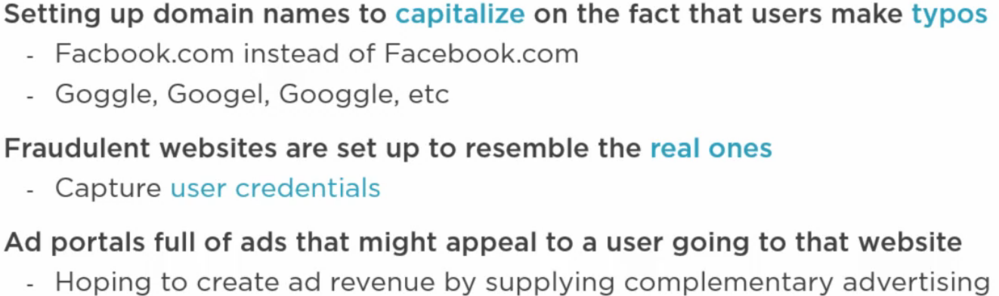 Setting up domain names to capitalize on the fact that users make typos
- Facbook.com instead of Facebook.com
- Goggle, Googel, Googgle, etc
Fraudulent websites are set up to resemble the real ones
- Capture user credentials
Ad portals full of ads that might appeal to a user going to that website
- Hoping to create ad revenue by supplying complementary advertising